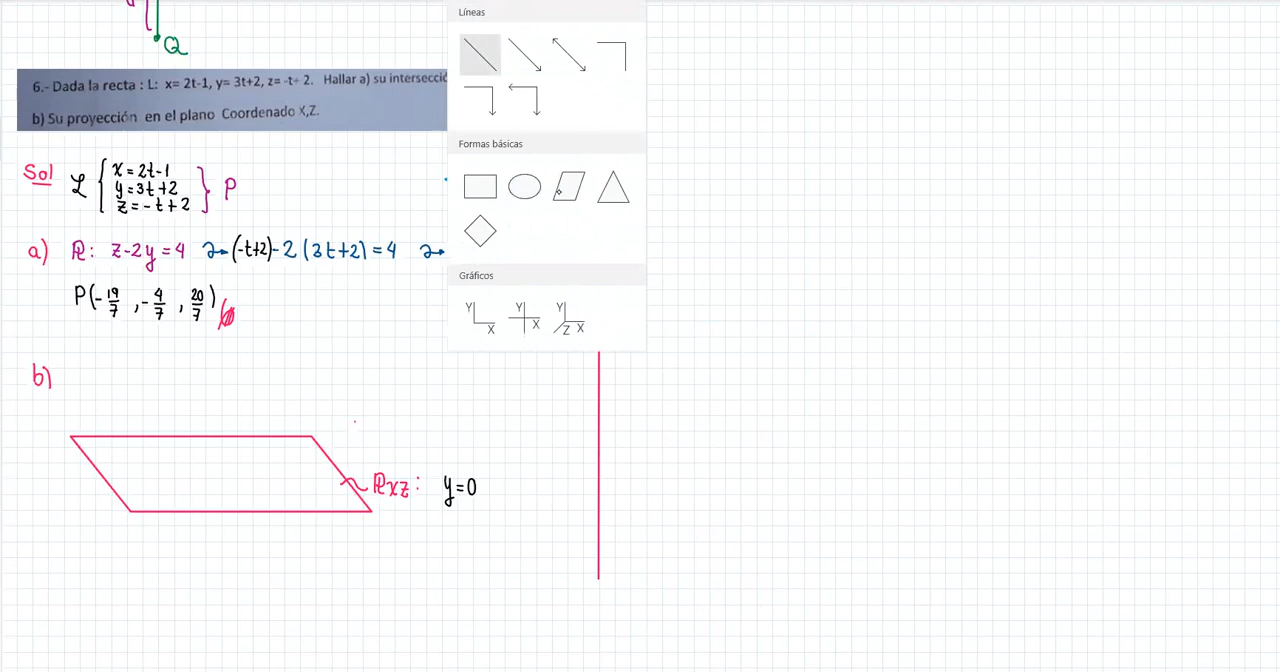 Líneas
Q
6.- Dada la recta : L: x= 2t-1, y= 3t+2, z= -t+ 2. Hallar a) su intersecció
b) Su proyección en el plano Coordenado X,Z.
Formas básicas
Sol L { x = 2t-1
y = 3t+2
z = -t+2 } P
a) P: z-2y = 4 (-t+2)-2(3t+2) = 4
Gráficos
P(-19/7 , -4/7 , 20/7)
Y X Y X Y Z X
b)
Pxz: y=0